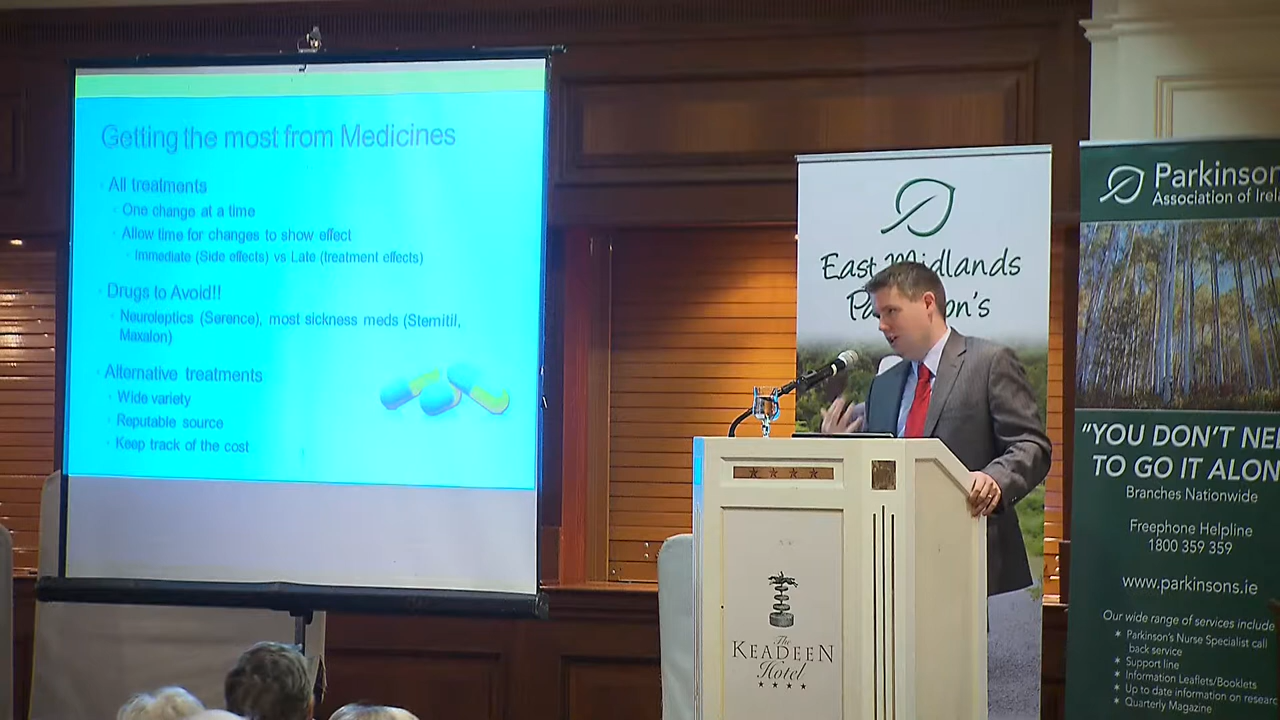 Getting the most from Medicines
All treatments
One change at a time
Allow time for changes to show effect
Immediate (Side effects) vs Late (treatment effects)
Drugs to Avoid!!
Neuroleptics (Serence), most sickness meds (Stemitil,
Maxalon)
Alternative treatments
Wide variety
Reputable source
Keep track of the cost
East Midlands
Pa on's
The
KEADEEN
Hotel
Parkinson
Association of Irela
"YOU DON'T NEE
TO GO IT ALON
Branches Nationwide
Freephone Helpline
1800 359 359
www.parkinsons.ie
Our wide range of services include
* Parkinson's Nurse Specialist call
back service
* Support line
* Information Leaflets/Booklets
* Up to date information on researc
* Quarterly Magazine